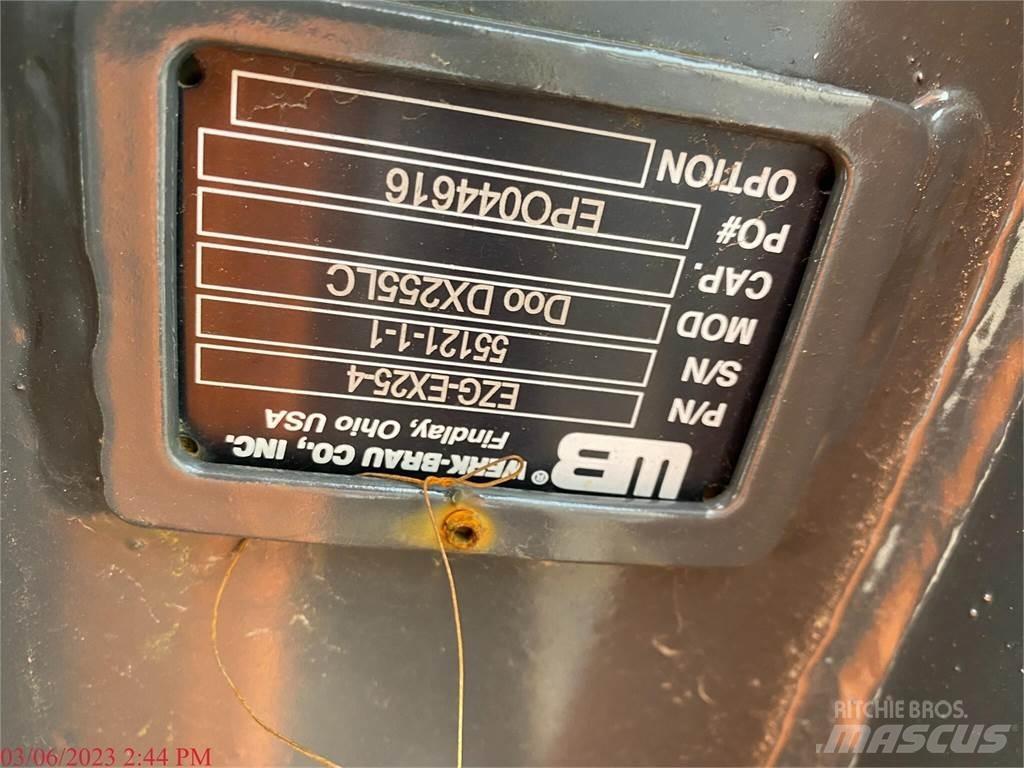 WB® WERK-BRAU CO., INC.
Findlay, Ohio USA
P/N EZG-EX25-4
S/N 55121-1-1
MOD Doo DX255LC
CAP.
PO# EPO044616
OPTION
RITCHIE BROS.
MASCUS
03/06/2023 2:44 PM